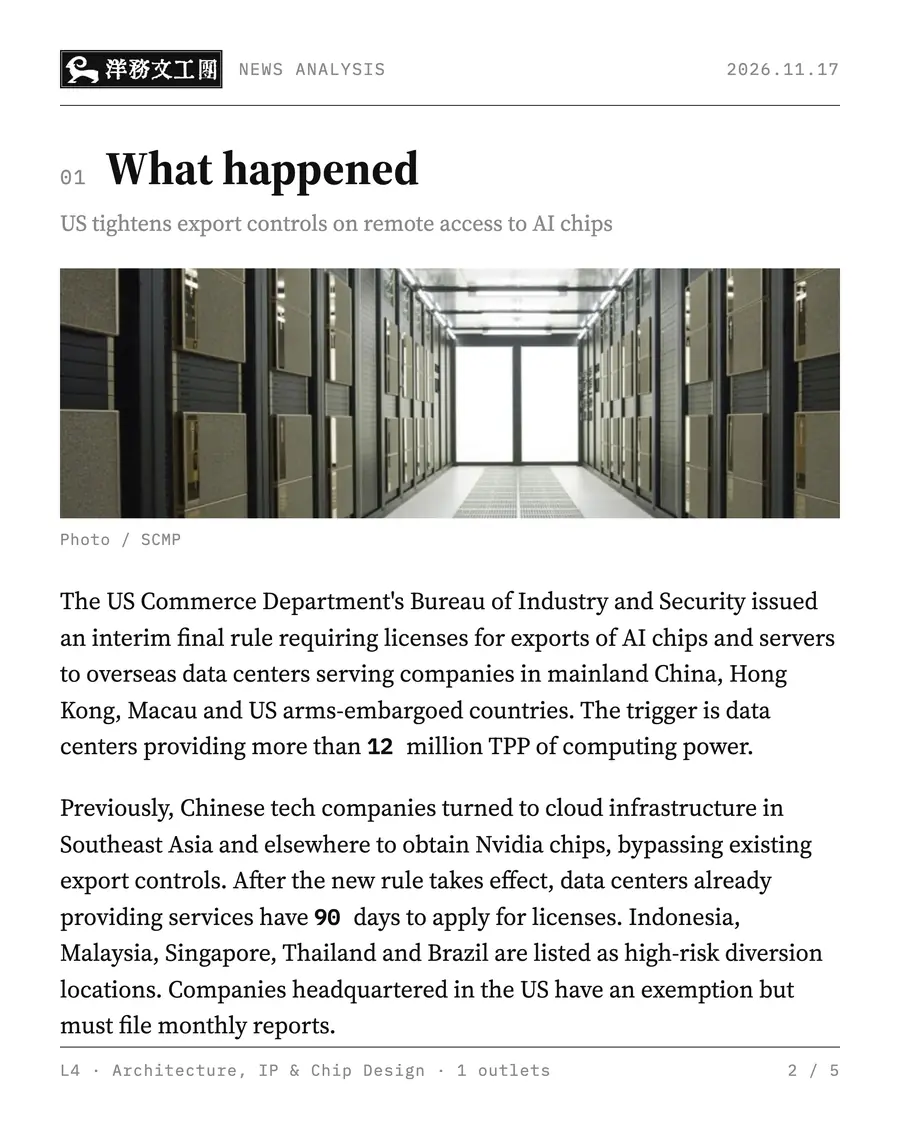 洋務文工團 NEWS ANALYSIS 2026.11.17
01 What happened
US tightens export controls on remote access to AI chips
Photo / SCMP
The US Commerce Department's Bureau of Industry and Security issued
an interim final rule requiring licenses for exports of AI chips and servers
to overseas data centers serving companies in mainland China, Hong
Kong, Macau and US arms-embargoed countries. The trigger is data
centers providing more than 12 million TPP of computing power.
Previously, Chinese tech companies turned to cloud infrastructure in
Southeast Asia and elsewhere to obtain Nvidia chips, bypassing existing
export controls. After the new rule takes effect, data centers already
providing services have 90 days to apply for licenses. Indonesia,
Malaysia, Singapore, Thailand and Brazil are listed as high-risk diversion
locations. Companies headquartered in the US have an exemption but
must file monthly reports.
L4 · Architecture, IP & Chip Design · 1 outlets 2 / 5